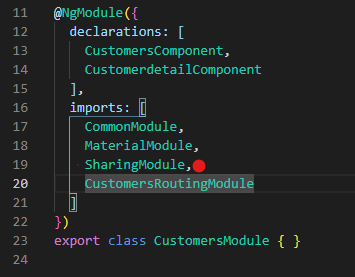 11 @NgModule({
12 declarations: [
13 CustomersComponent,
14 CustomerdetailComponent
15 ],
16 imports: [
17 CommonModule,
18 MaterialModule,
19 SharingModule,
20 CustomersRoutingModule
21 ]
22 })
23 export class CustomersModule { }
24